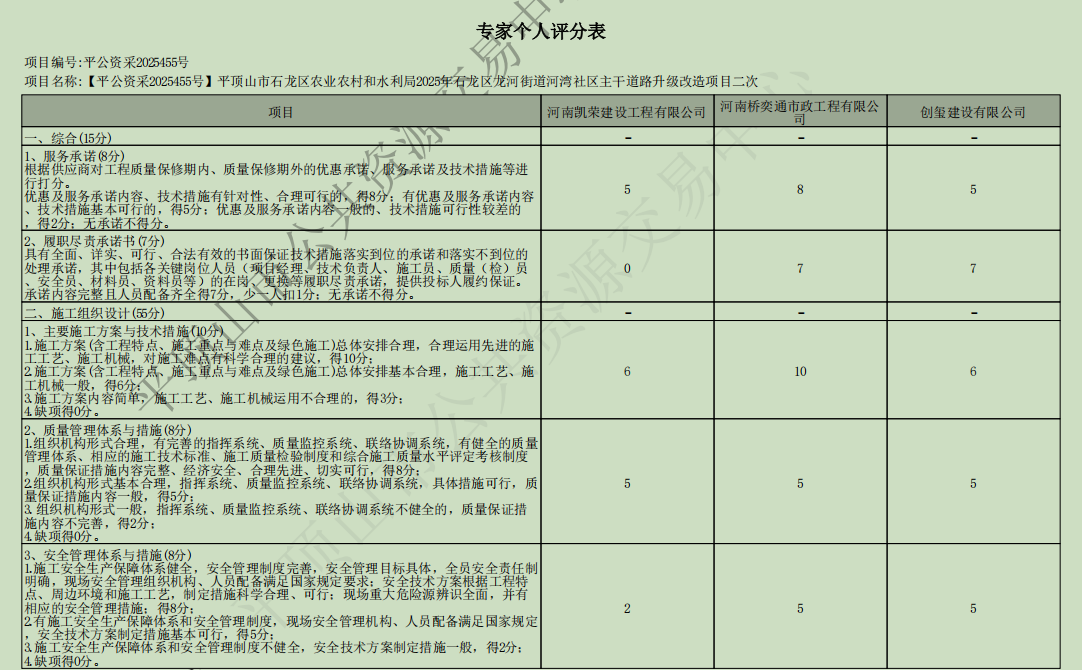 专家个人评分表
项目编号:平公资采2025455号
项目名称:【平公资采2025455号】平顶山市石龙区农业农村和水利局2025年石龙区龙河街道河湾社区主干道路升级改造项目二次
项目 河南凯荣建设工程有限公司 河南桥奕通市政工程有限公司 创玺建设有限公司
一、综合(15分) - - -
1、服务承诺(8分)
根据供应商对工程质量保修期内、质量保修期外的优惠承诺、服务承诺及技术措施等进
行打分。
优惠及服务承诺内容、技术措施有针对性、合理可行的，得8分；有优惠及服务承诺内容
、技术措施基本可行的，得5分；优惠及服务承诺内容一般的、技术措施可行性较差的
，得2分；无承诺不得分。
5 8 5
2、履职尽责承诺书(7分)
具有全面、详实、可行、合法有效的书面保证技术措施落实到位的承诺和落实不到位的
处理承诺，其中包括各关键岗位人员（项目经理、技术负责人、施工员、质量（检）员
、安全员、材料员、资料员等）的在岗、更换等履职尽责承诺，提供投标人履约保证。
承诺内容完整且人员配备齐全得7分，少一人扣1分；无承诺不得分。
0 7 7
二、施工组织设计(55分) - - -
1、主要施工方案与技术措施(10分)
1.施工方案(含工程特点、施工重点与难点及绿色施工)总体安排合理，合理运用先进的施
工工艺、施工机械，对施工难点有科学合理的建议，得10分；
2.施工方案(含工程特点、施工重点与难点及绿色施工)总体安排基本合理，施工工艺、施
工机械一般，得6分；
3.施工方案内容简单，施工工艺、施工机械运用不合理的，得3分；
4.缺项得0分。
6 10 6
2、质量管理体系与措施(8分)
1.组织机构形式合理，有完善的指挥系统、质量监控系统、联络协调系统，有健全的质量
管理体系、相应的施工技术标准、施工质量检验制度和综合施工质量水平评定考核制度
，质量保证措施内容完整、经济安全、合理先进、切实可行，得8分；
2.组织机构形式基本合理，指挥系统、质量监控系统、联络协调系统，具体措施可行，质
量保证措施内容一般，得5分；
3. 组织机构形式一般，指挥系统、质量监控系统、联络协调系统不健全的，质量保证措
施内容不完善，得2分；
4.缺项得0分。
5 5 5
3、安全管理体系与措施(8分)
1.施工安全生产保障体系健全，安全管理制度完善，安全管理目标具体，全员安全责任制
明确，现场安全管理组织机构、人员配备满足国家规定要求；安全技术方案根据工程特
点、周边环境和施工工艺，制定措施科学合理、可行；现场重大危险源辨识全面，并有
相应的安全管理措施；得8分；
2.有施工安全生产保障体系和安全管理制度，现场安全管理机构、人员配备满足国家规定
，安全技术方案制定措施基本可行，得5分；
3.施工安全生产保障体系和安全管理制度不健全，安全技术方案制定措施一般，得2分；
4.缺项得0分。
2 5 5
平顶山市公共资源交易中
平顶山市公共资源交易中心